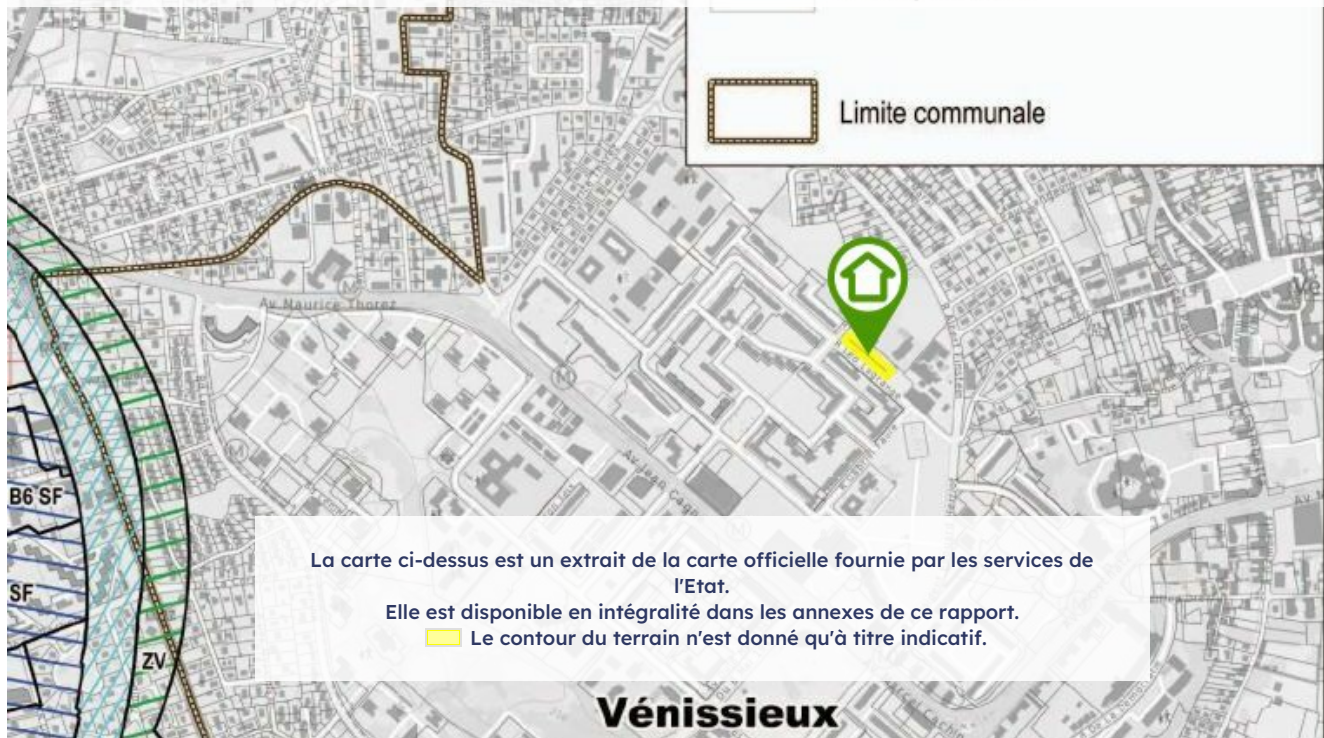 Limite communale
Av. Maurice Thorez
M
M
R. Léo Lagrange
Av. Jean Cagne
M
B6 SF
M
La carte ci-dessus est un extrait de la carte officielle fournie par les services de
l'Etat.
SF
Elle est disponible en intégralité dans les annexes de ce rapport.
Le contour du terrain n'est donné qu'à titre indicatif.
ZV
Vénissieux